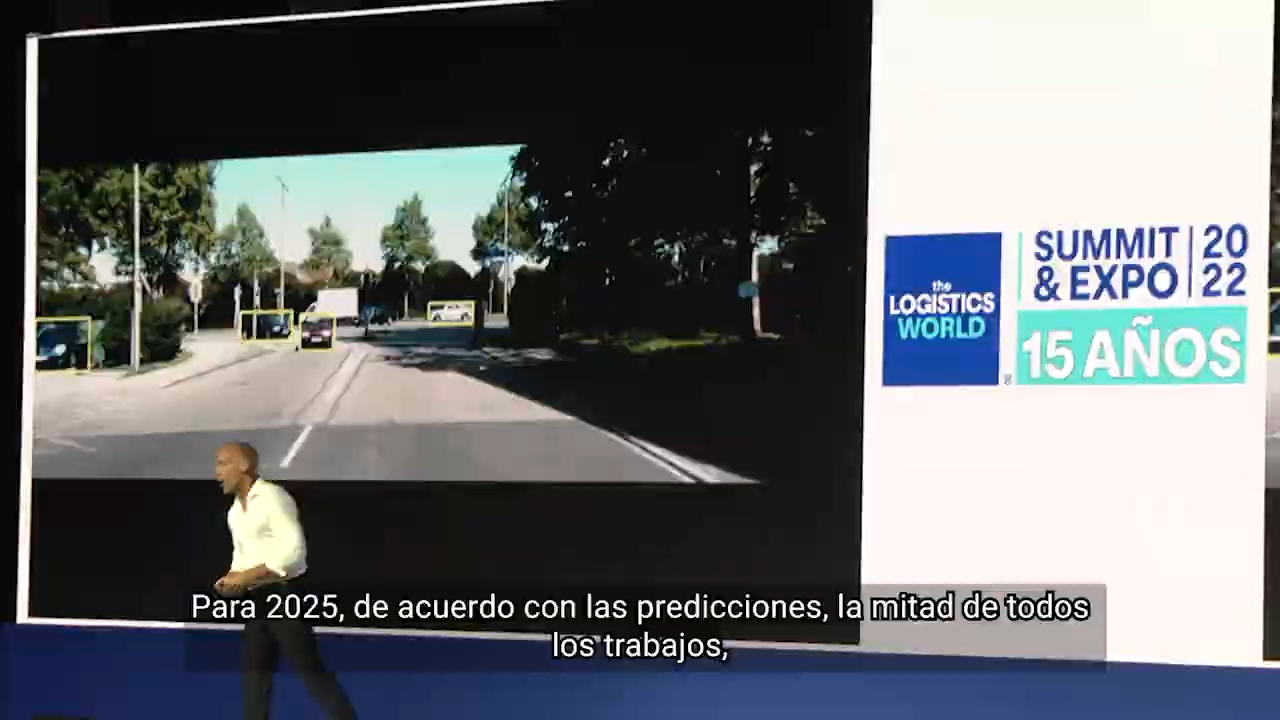 the
LOGISTICS
WORLD
SUMMIT
& EXPO
20
22
15 AÑOS
Para 2025, de acuerdo con las predicciones, la mitad de todos
los trabajos,